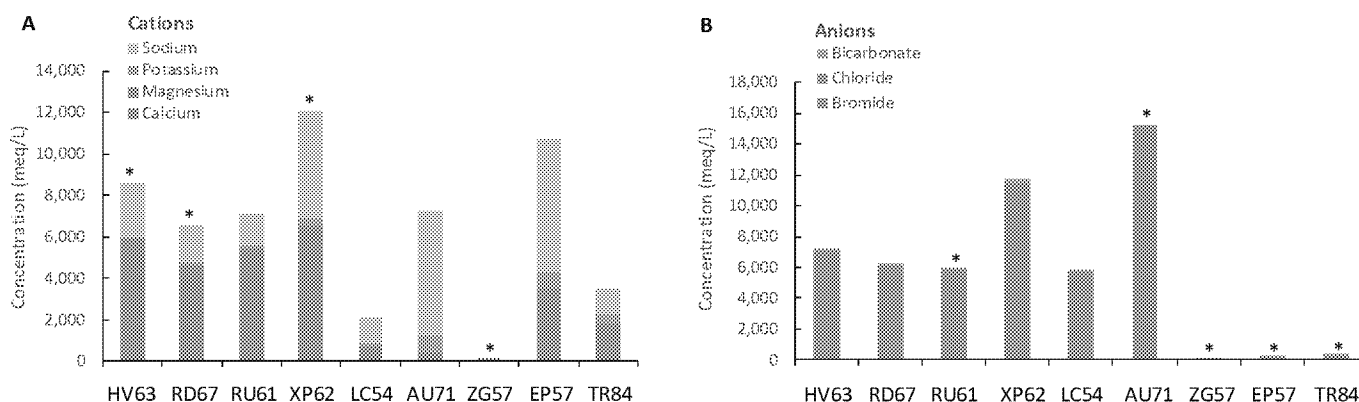 A
Cations
Sodium
Potassium
Magnesium
Calcium
Concentration (meq/L)
14,000
12,000
10,000
8,000
6,000
4,000
2,000
0
* * * *
HV63 RD67 RU61 XP62 LC54 AU71 ZG57 EP57 TR84
B
Anions
Bicarbonate
Chloride
Bromide
Concentration (meq/L)
18,000
16,000
14,000
12,000
10,000
8,000
6,000
4,000
2,000
0
* * * * *
HV63 RD67 RU61 XP62 LC54 AU71 ZG57 EP57 TR84